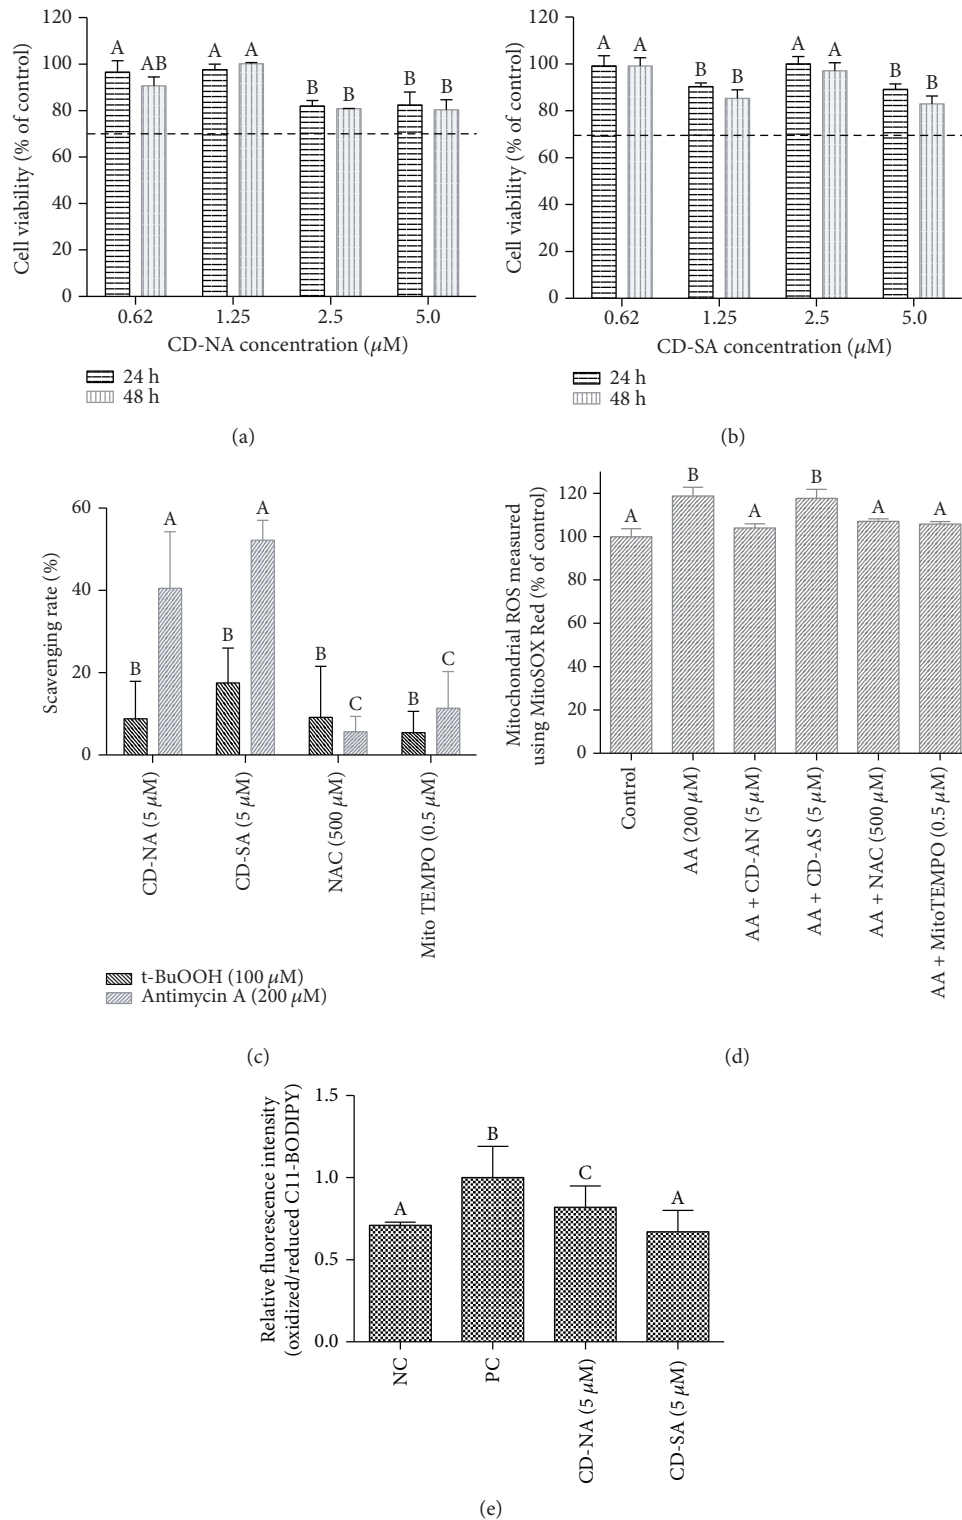 120
100
80
60
40
20
0
Cell viability (% of control)
A
AB
A
A
B
B
B
B
0.62
1.25
2.5
5.0
CD-NA concentration (μM)
24 h
48 h
(a)
120
100
80
60
40
20
0
Cell viability (% of control)
A
A
B
B
A
A
B
B
0.62
1.25
2.5
5.0
CD-SA concentration (μM)
24 h
48 h
(b)
60
40
20
0
Scavenging rate (%)
B
A
B
A
B
C
B
C
CD-NA (5 μM)
CD-SA (5 μM)
NAC (500 μM)
Mito TEMPO (0.5 μM)
t-BuOOH (100 μM)
Antimycin A (200 μM)
(c)
120
100
80
60
40
20
0
Mitochondrial ROS measured
using MitoSOX Red (% of control)
A
B
A
B
A
A
Control
AA (200 μM)
AA + CD-AN (5 μM)
AA + CD-AS (5 μM)
AA + NAC (500 μM)
AA + MitoTEMPO (0.5 μM)
(d)
1.5
1.0
0.5
0.0
Relative fluorescence intensity
(oxidized/reduced C11-BODIPY)
A
B
C
A
NC
PC
CD-NA (5 μM)
CD-SA (5 μM)
(e)